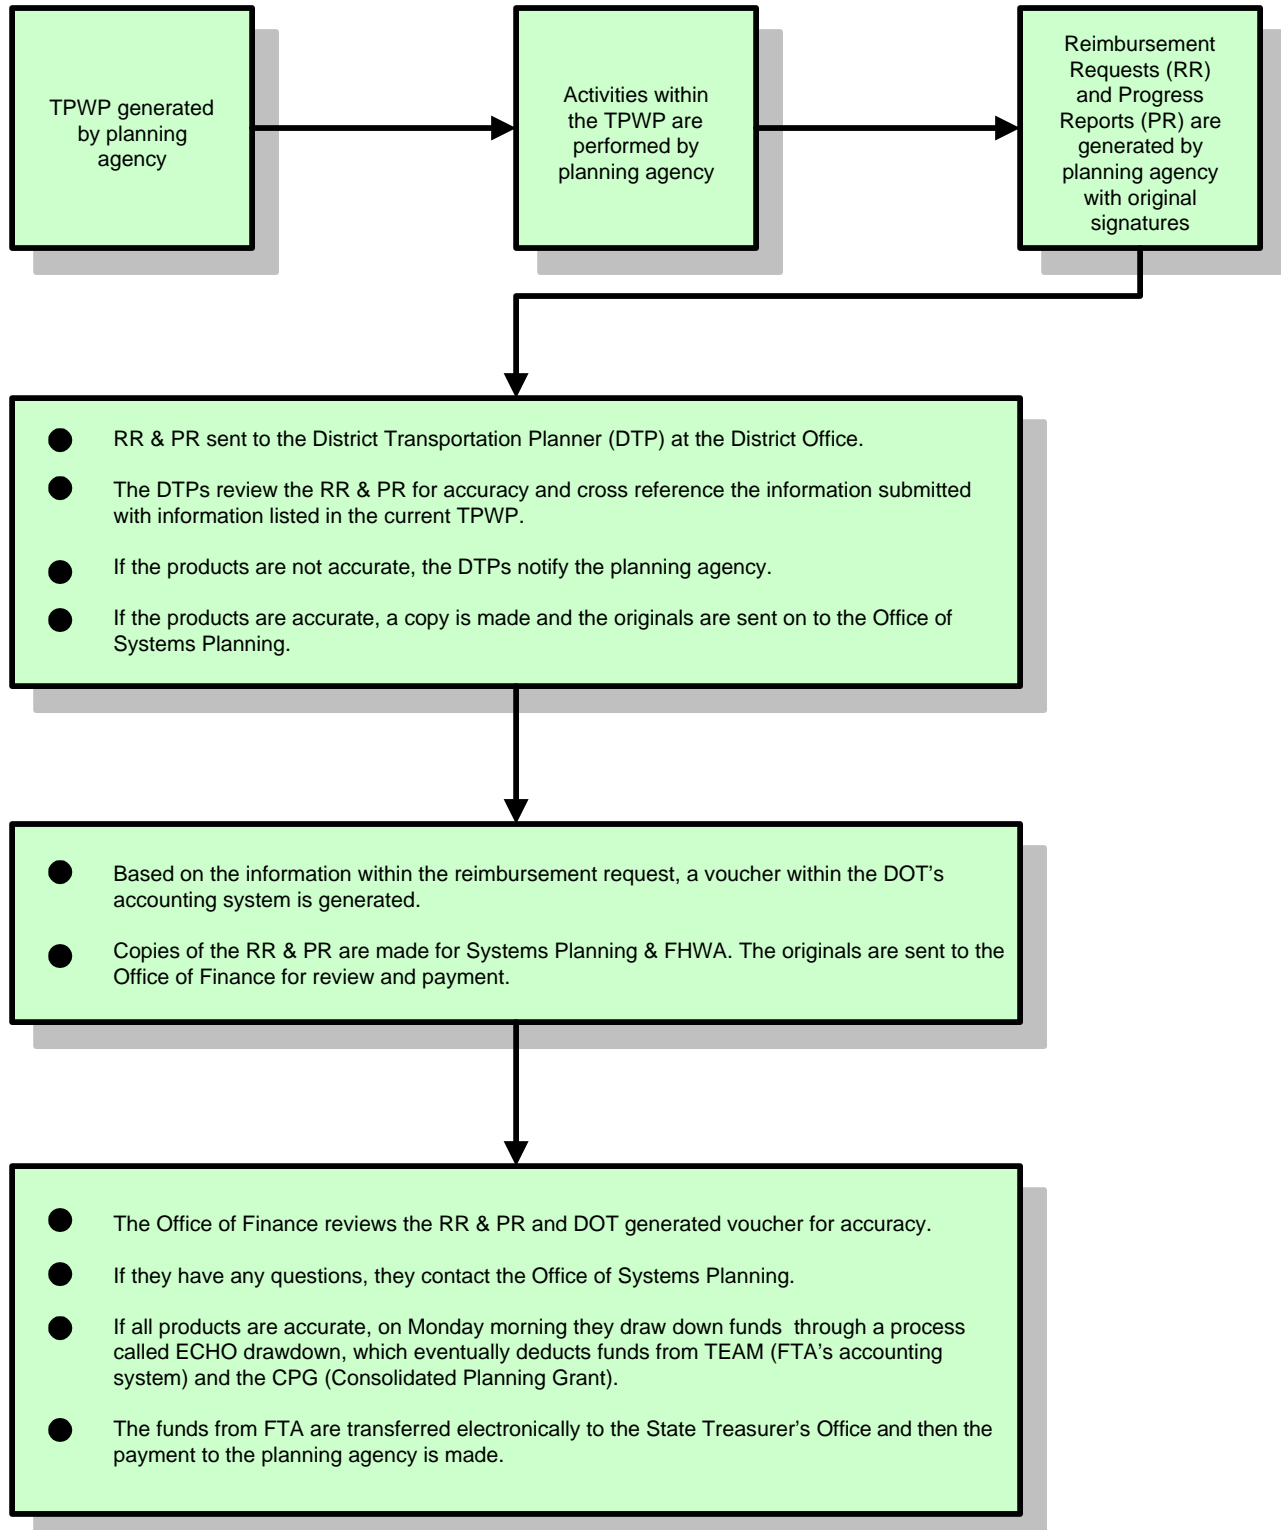 TPWP generated
by planning
agency
Activities within
the TPWP are
performed by
planning agency
Reimbursement
Requests (RR)
and Progress
Reports (PR) are
generated by
planning agency
with original
signatures
RR & PR sent to the District Transportation Planner (DTP) at the District Office.
The DTPs review the RR & PR for accuracy and cross reference the information submitted
with information listed in the current TPWP.
If the products are not accurate, the DTPs notify the planning agency.
If the products are accurate, a copy is made and the originals are sent on to the Office of
Systems Planning.
Based on the information within the reimbursement request, a voucher within the DOT's
accounting system is generated.
Copies of the RR & PR are made for Systems Planning & FHWA. The originals are sent to the
Office of Finance for review and payment.
The Office of Finance reviews the RR & PR and DOT generated voucher for accuracy.
If they have any questions, they contact the Office of Systems Planning.
If all products are accurate, on Monday morning they draw down funds  through a process
called ECHO drawdown, which eventually deducts funds from TEAM (FTA's accounting
system) and the CPG (Consolidated Planning Grant).
The funds from FTA are transferred electronically to the State Treasurer's Office and then the
payment to the planning agency is made.